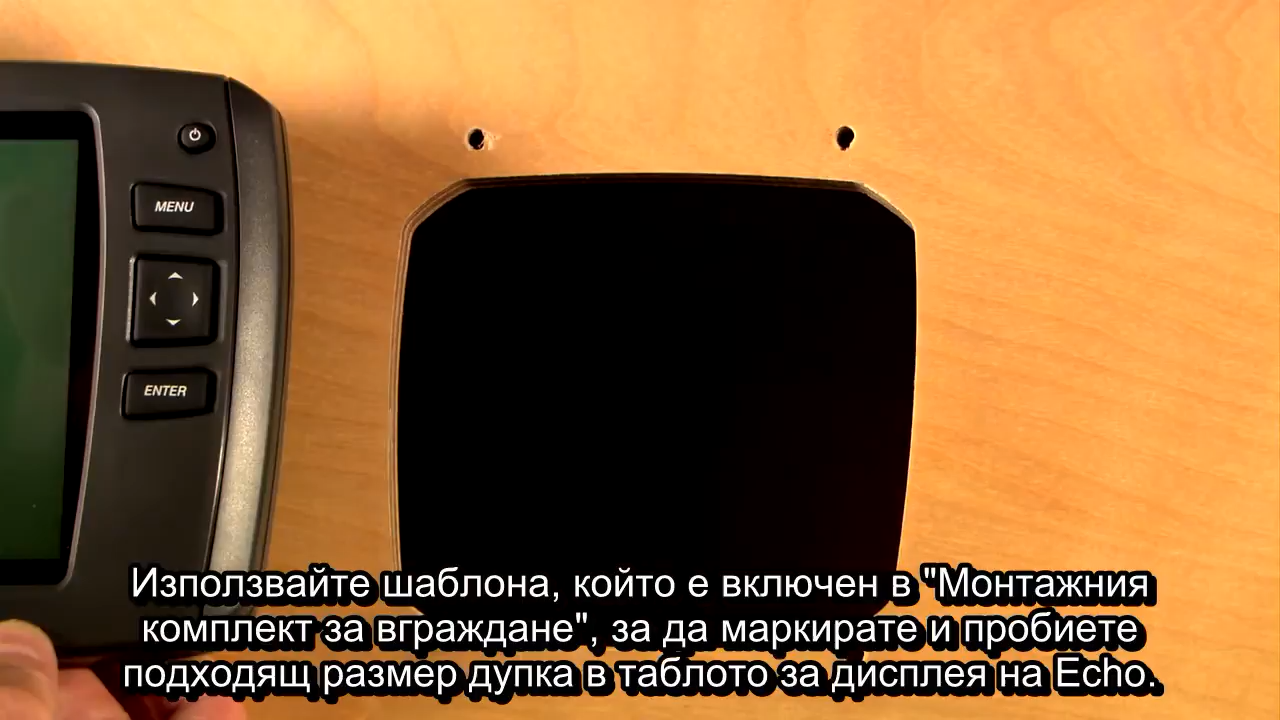 MENU
ENTER
Използвайте шаблона, който е включен в "Монтажния
комплект за вграждане", за да маркирате и пробиете
подходящ размер дупка в таблото за дисплея на Echo.